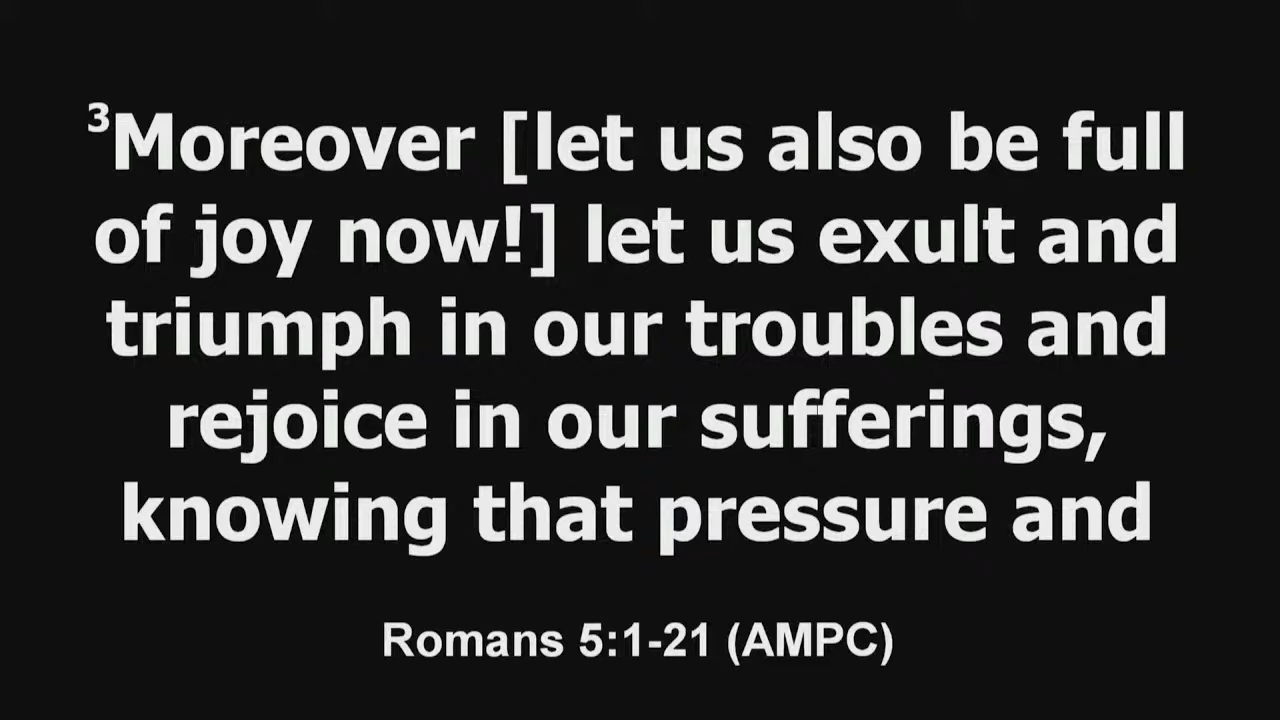 ³Moreover [let us also be full
of joy now!] let us exult and
triumph in our troubles and
rejoice in our sufferings,
knowing that pressure and
Romans 5:1-21 (AMPC)